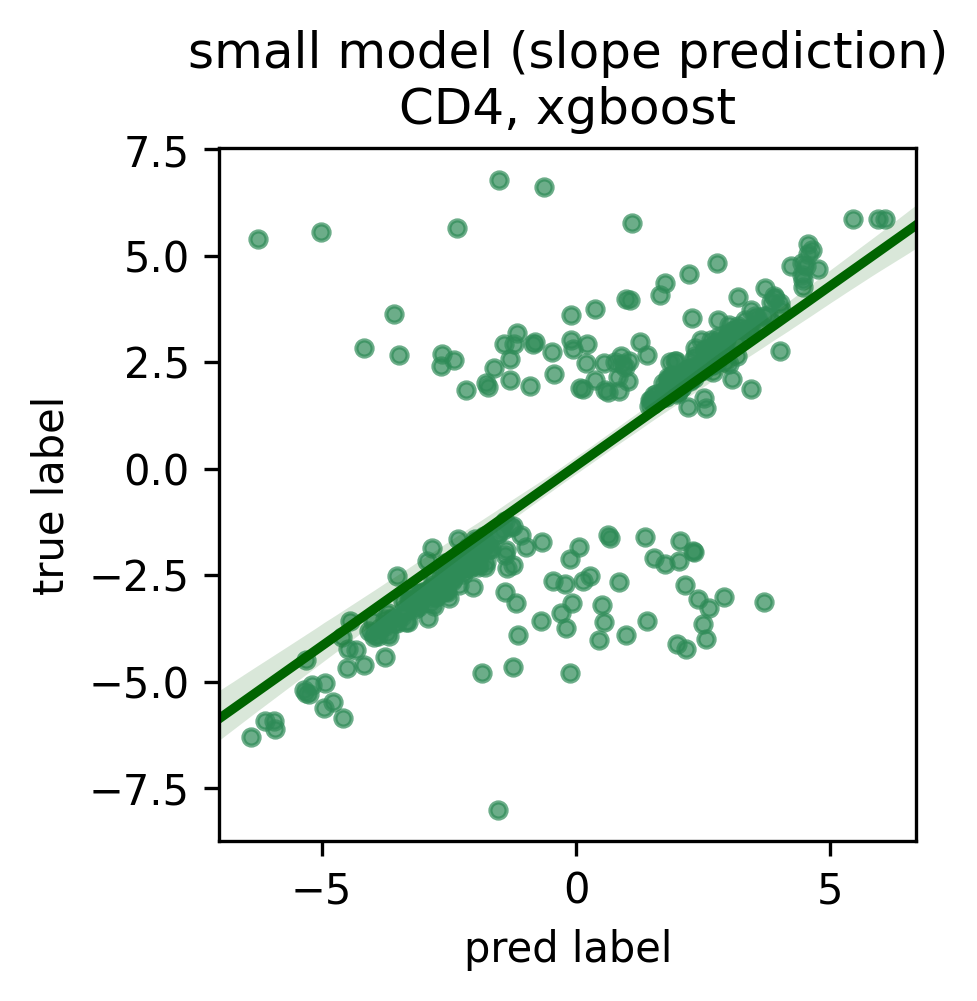 small model (slope prediction)
CD4, xgboost
7.5
5.0
2.5
0.0
−2.5
−5.0
−7.5
true label
−5
0
5
pred label